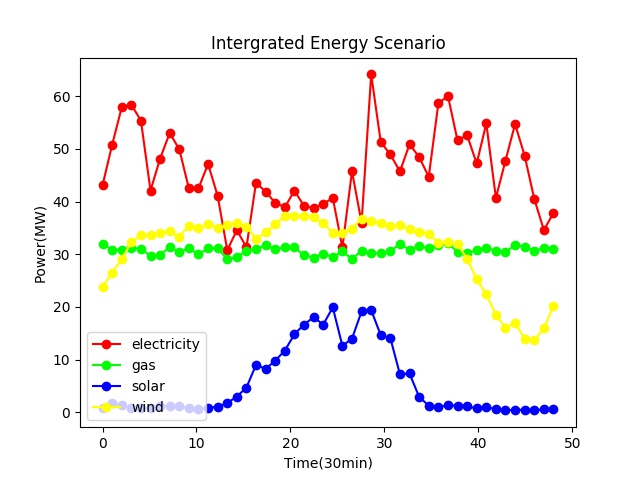 Intergrated Energy Scenario
Power(MW)
60
50
40
30
20
10
0
electricity
gas
solar
wind
0 10 20 30 40 50
Time(30min)